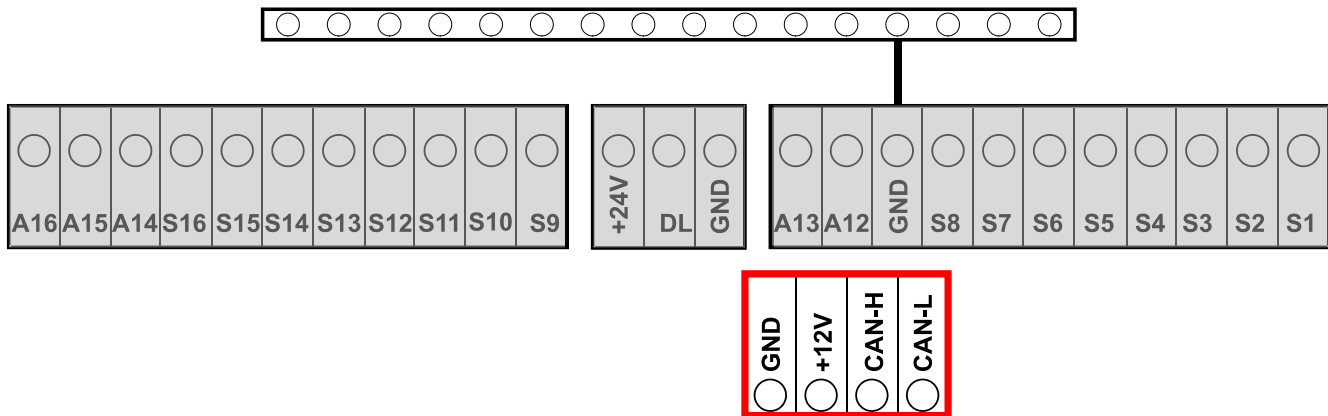 A16 A15 A14 S16 S15 S14 S13 S12 S11 S10 S9 +24V DL GND A13 A12 GND S8 S7 S6 S5 S4 S3 S2 S1
GND +12V CAN-H CAN-L